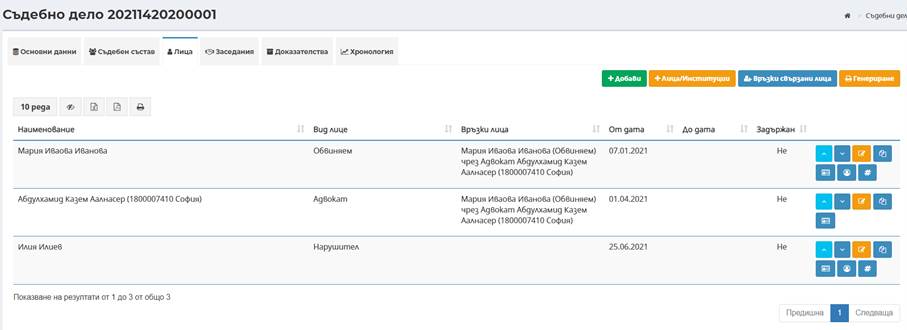 Съдебно дело 20211420200001
Съдебни дел
Основни данни Съдебен състав Лица Заседания Доказателства Хронология
+Добави +Лица/Институции Връзки свързани лица Генериране
10 реда
Наименование Вид лице Връзки лица От дата До дата Задържан
Мария Иваова Иванова Обвиняем Мария Иваова Иванова (Обвиняем) 07.01.2021 Не
чрез Адвокат Абдулхамид Казем
Аалнасер (1800007410 София)
Абдулхамид Казем Аалнасер (1800007410 София) Адвокат Мария Иваова Иванова (Обвиняем) 01.04.2021 Не
чрез Адвокат Абдулхамид Казем
Аалнасер (1800007410 София)
Илия Илиев Нарушител 25.06.2021 Не
Показване на резултати от 1 до 3 от общо 3
Предишна 1 Следваща